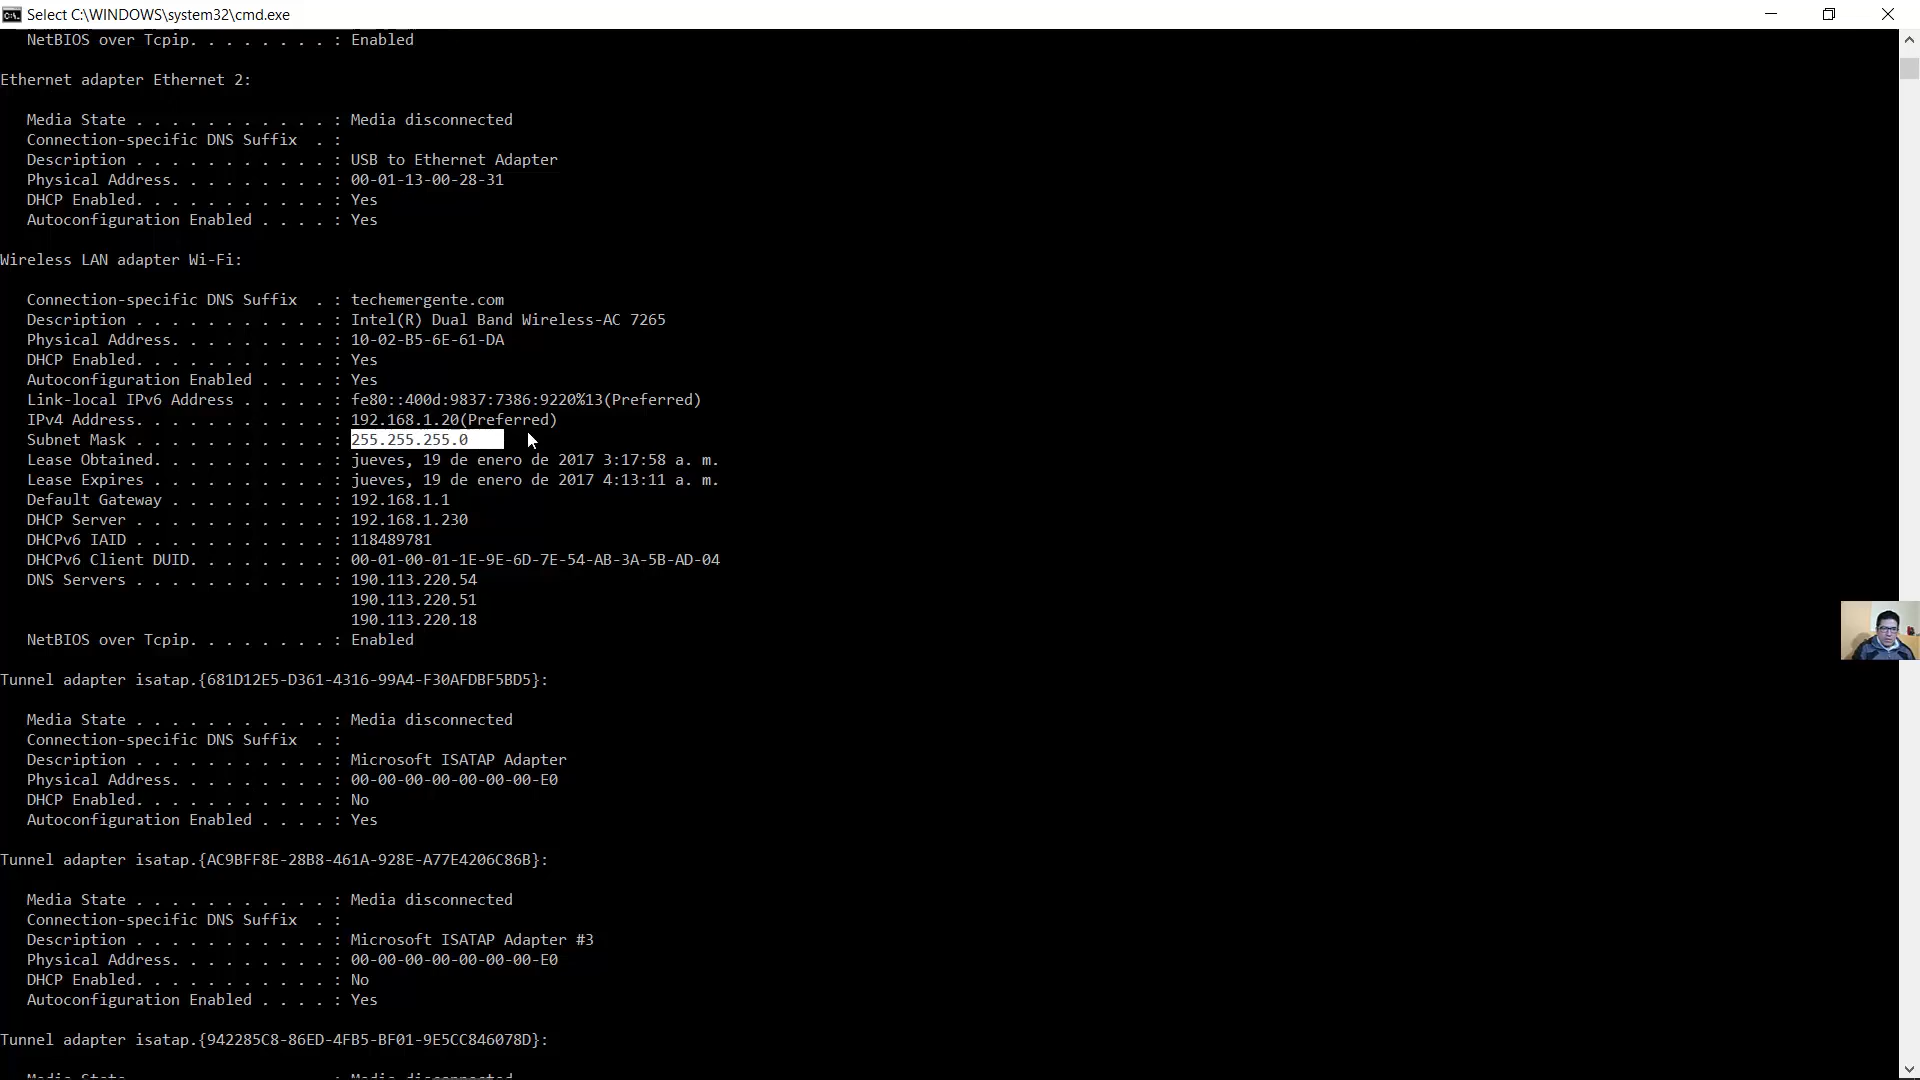 Select C:\WINDOWS\system32\cmd.exe
NetBIOS over Tcpip. . . . . . . . : Enabled
Ethernet adapter Ethernet 2:
Media State . . . . . . . . . . . : Media disconnected
Connection-specific DNS Suffix  . :
Description . . . . . . . . . . . : USB to Ethernet Adapter
Physical Address. . . . . . . . . : 00-01-13-00-28-31
DHCP Enabled. . . . . . . . . . . : Yes
Autoconfiguration Enabled . . . . : Yes
Wireless LAN adapter Wi-Fi:
Connection-specific DNS Suffix  . : techemergente.com
Description . . . . . . . . . . . : Intel(R) Dual Band Wireless-AC 7265
Physical Address. . . . . . . . . : 10-02-B5-6E-61-DA
DHCP Enabled. . . . . . . . . . . : Yes
Autoconfiguration Enabled . . . . : Yes
Link-local IPv6 Address . . . . . : fe80::400d:9837:7386:9220%13(Preferred)
IPv4 Address. . . . . . . . . . . : 192.168.1.20(Preferred)
Subnet Mask . . . . . . . . . . . : 255.255.255.0
Lease Obtained. . . . . . . . . . : jueves, 19 de enero de 2017 3:17:58 a. m.
Lease Expires . . . . . . . . . . : jueves, 19 de enero de 2017 4:13:11 a. m.
Default Gateway . . . . . . . . . : 192.168.1.1
DHCP Server . . . . . . . . . . . : 192.168.1.230
DHCPv6 IAID . . . . . . . . . . . : 118489781
DHCPv6 Client DUID. . . . . . . . : 00-01-00-01-1E-9E-6D-7E-54-AB-3A-5B-AD-04
DNS Servers . . . . . . . . . . . : 190.113.220.54
190.113.220.51
190.113.220.18
NetBIOS over Tcpip. . . . . . . . : Enabled
Tunnel adapter isatap.{681D12E5-D361-4316-99A4-F30AFDBF5BD5}:
Media State . . . . . . . . . . . : Media disconnected
Connection-specific DNS Suffix  . :
Description . . . . . . . . . . . : Microsoft ISATAP Adapter
Physical Address. . . . . . . . . : 00-00-00-00-00-00-00-E0
DHCP Enabled. . . . . . . . . . . : No
Autoconfiguration Enabled . . . . : Yes
Tunnel adapter isatap.{AC9BFF8E-28B8-461A-928E-A77E4206C86B}:
Media State . . . . . . . . . . . : Media disconnected
Connection-specific DNS Suffix  . :
Description . . . . . . . . . . . : Microsoft ISATAP Adapter #3
Physical Address. . . . . . . . . : 00-00-00-00-00-00-00-E0
DHCP Enabled. . . . . . . . . . . : No
Autoconfiguration Enabled . . . . : Yes
Tunnel adapter isatap.{942285C8-86ED-4FB5-BF01-9E5CC846078D}:
Media State . . . . . . . . . . . : Media disconnected